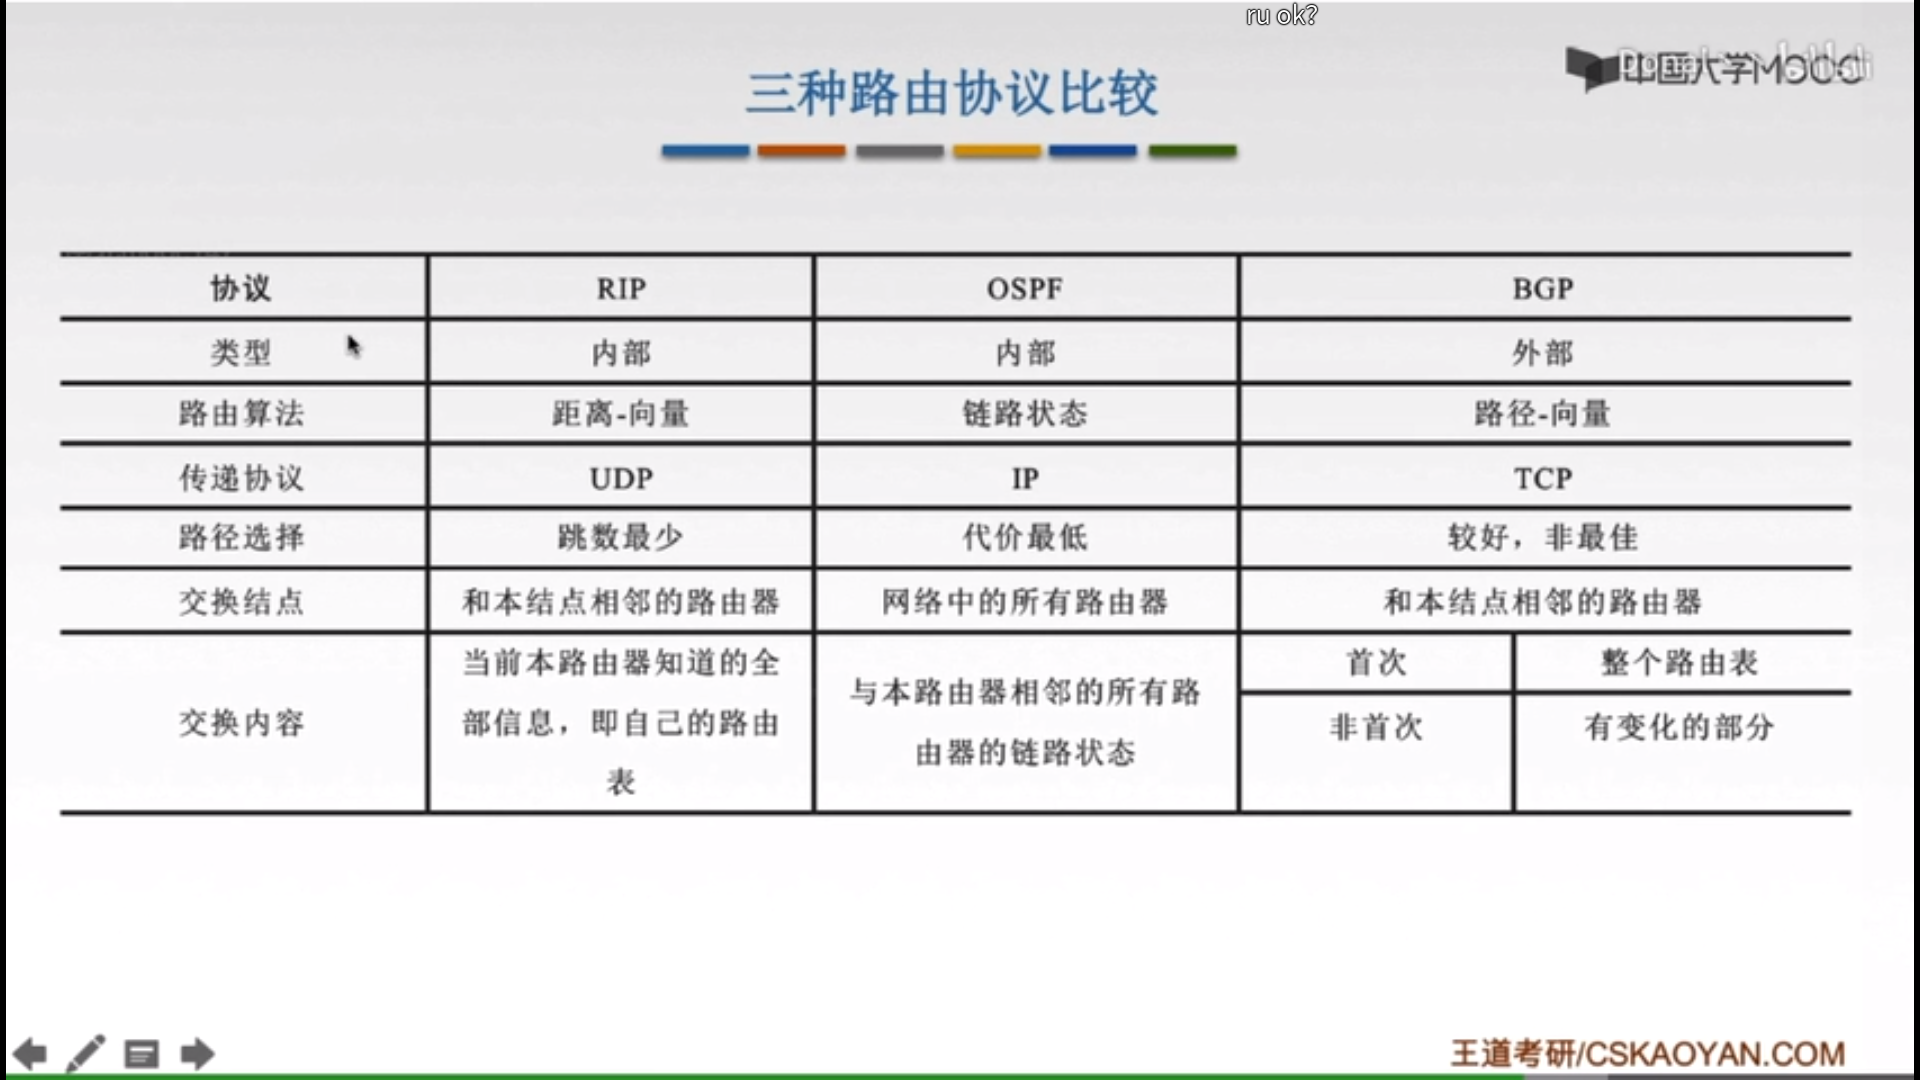 ru ok?
中国大学MOOC
三种路由协议比较
协议 RIP OSPF BGP
类型 内部 内部 外部
路由算法 距离-向量 链路状态 路径-向量
传递协议 UDP IP TCP
路径选择 跳数最少 代价最低 较好，非最佳
交换结点 和本结点相邻的路由器 网络中的所有路由器 和本结点相邻的路由器
交换内容
当前本路由器知道的全
部信息，即自己的路由
表
与本路由器相邻的所有路
由器的链路状态
首次 整个路由表
非首次 有变化的部分
王道考研/CSKAOYAN.COM